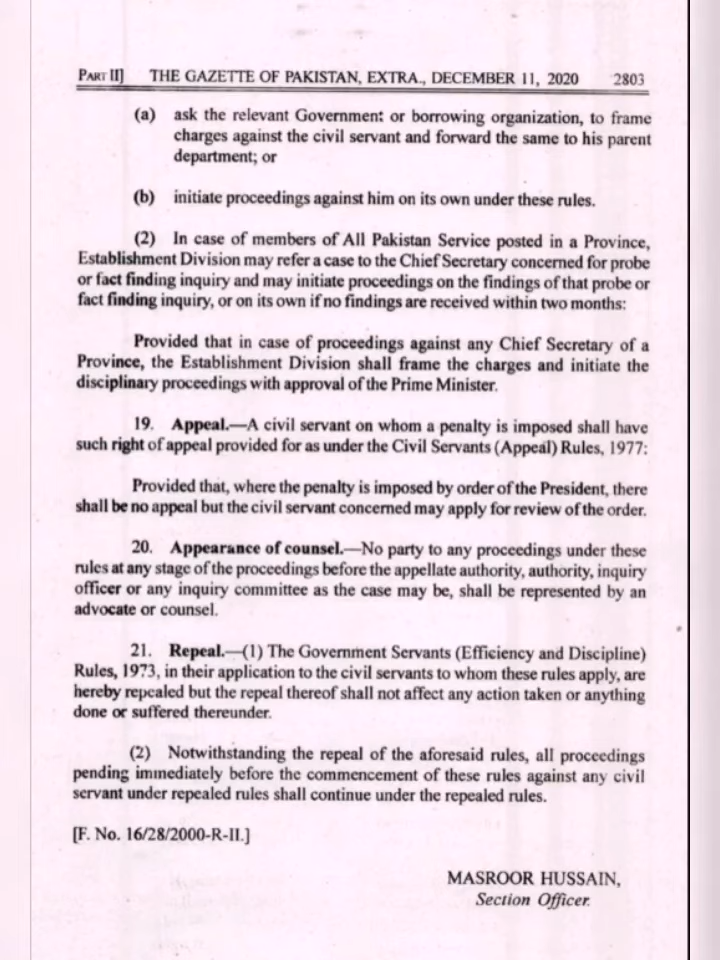 PART II] THE GAZETTE OF PAKISTAN, EXTRA., DECEMBER 11, 2020 2803
(a) ask the relevant Government or borrowing organization, to frame
charges against the civil servant and forward the same to his parent
department; or
(b) initiate proceedings against him on its own under these rules.
(2) In case of members of All Pakistan Service posted in a Province,
Establishment Division may refer a case to the Chief Secretary concerned for probe
or fact finding inquiry and may initiate proceedings on the findings of that probe or
fact finding inquiry, or on its own if no findings are received within two months:
Provided that in case of proceedings against any Chief Secretary of a
Province, the Establishment Division shall frame the charges and initiate the
disciplinary proceedings with approval of the Prime Minister.
19. Appeal.—A civil servant on whom a penalty is imposed shall have
such right of appeal provided for as under the Civil Servants (Appeal) Rules, 1977:
Provided that, where the penalty is imposed by order of the President, there
shall be no appeal but the civil servant concerned may apply for review of the order.
20. Appearance of counsel.—No party to any proceedings under these
rules at any stage of the proceedings before the appellate authority, authority, inquiry
officer or any inquiry committee as the case may be, shall be represented by an
advocate or counsel.
21. Repeal.—(1) The Government Servants (Efficiency and Discipline)
Rules, 1973, in their application to the civil servants to whom these rules apply, are
hereby repealed but the repeal thereof shall not affect any action taken or anything
done or suffered thereunder.
(2) Notwithstanding the repeal of the aforesaid rules, all proceedings
pending immediately before the commencement of these rules against any civil
servant under repealed rules shall continue under the repealed rules.
[F. No. 16/28/2000-R-II.]
MASROOR HUSSAIN,
Section Officer.